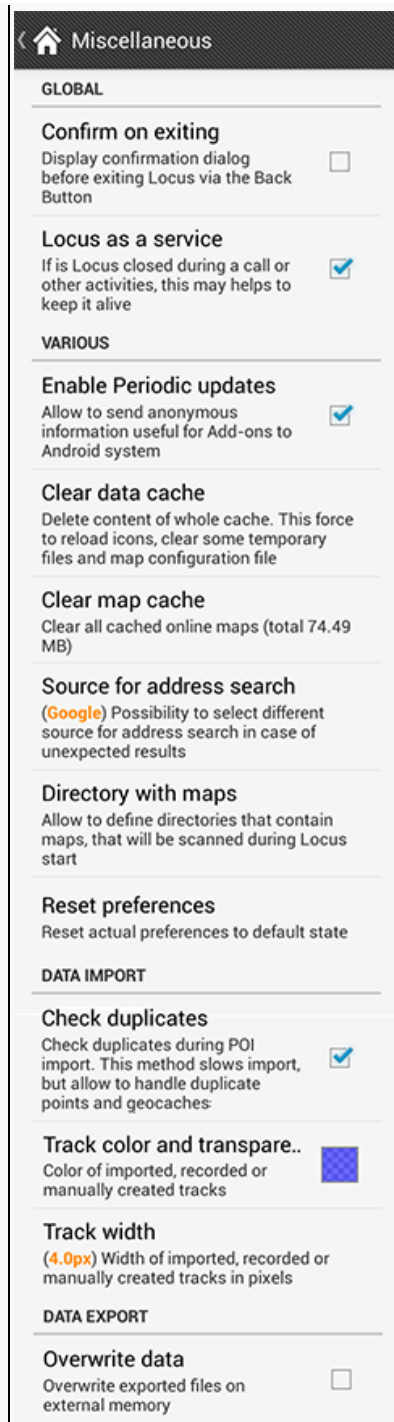 Miscellaneous
GLOBAL
Confirm on exiting
Display confirmation dialog
before exiting Locus via the Back
Button
Locus as a service
If is Locus closed during a call or
other activities, this may helps to
keep it alive
VARIOUS
Enable Periodic updates
Allow to send anonymous
information useful for Add-ons to
Android system
Clear data cache
Delete content of whole cache. This force
to reload icons, clear some temporary
files and map configuration file
Clear map cache
Clear all cached online maps (total 74.49
MB)
Source for address search
(Google) Possibility to select different
source for address search in case of
unexpected results
Directory with maps
Allow to define directories that contain
maps, that will be scanned during Locus
start
Reset preferences
Reset actual preferences to default state
DATA IMPORT
Check duplicates
Check duplicates during POI
import. This method slows import,
but allow to handle duplicate
points and geocaches:
Track color and transpare..
Color of imported, recorded or
manually created tracks
Track width
(4.0px) Width of imported, recorded or
manually created tracks in pixels
DATA EXPORT
Overwrite data
Overwrite exported files on
external memory